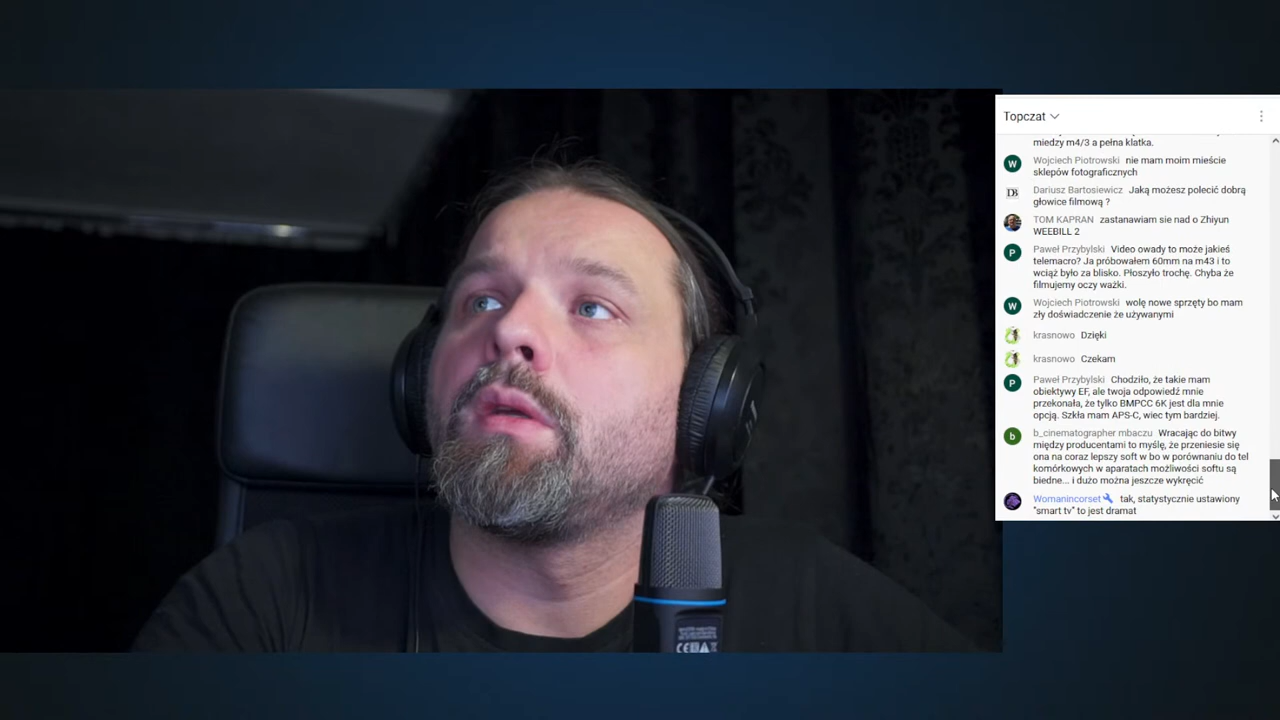 Topczat
miedzy m4/3 a pełna klatka.
Wojciech Piotrowski nie mam moim mieście
sklepów fotograficznych
DB Dariusz Bartosiewicz Jaką możesz polecić dobrą
głowice filmową ?
TOM KAPRAN zastanawiam sie nad o Zhiyun
WEEBILL 2
Paweł Przybylski Video owady to może jakieś
telemacro? Ja próbowałem 60mm na m43 i to
wciąż było za blisko. Płoszyło trochę. Chyba że
filmujemy oczy ważki.
Wojciech Piotrowski wolę nowe sprzęty bo mam
zły doświadczenie że używanymi
krasnowo Dzięki
krasnowo Czekam
Paweł Przybylski Chodziło, że takie mam
obiektywy EF, ale twoja odpowiedź mnie
przekonała, że tylko BMPCC 6K jest dla mnie
opcją. Szkła mam APS-C, wiec tym bardziej.
b_cinematographer mbaczu Wracając do bitwy
między producentami to myślę, że przeniesie się
ona na coraz lepszy soft w bo w porównaniu do tel
komórkowych w aparatach możliwości softu są
biedne... i dużo można jeszcze wykręcić
Womanincorset tak, statystycznie ustawiony
"smart tv" to jest dramat